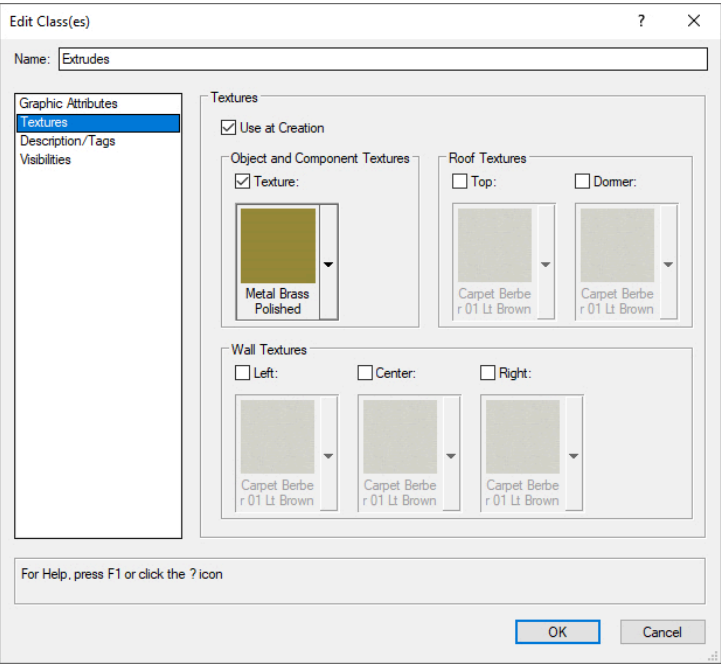 Edit Class(es)
?
Name: Extrudes
Graphic Attributes
Textures
Description/Tags
Visibilities
Textures
Use at Creation
Object and Component Textures
Texture:
Metal Brass
Polished
Roof Textures
Top:
Dormer:
Carpet Berbe
r 01 Lt Brown
Carpet Berbe
r 01 Lt Brown
Wall Textures
Left:
Center:
Right:
Carpet Berbe
r 01 Lt Brown
Carpet Berbe
r 01 Lt Brown
Carpet Berbe
r 01 Lt Brown
For Help, press F1 or click the ? icon
OK
Cancel